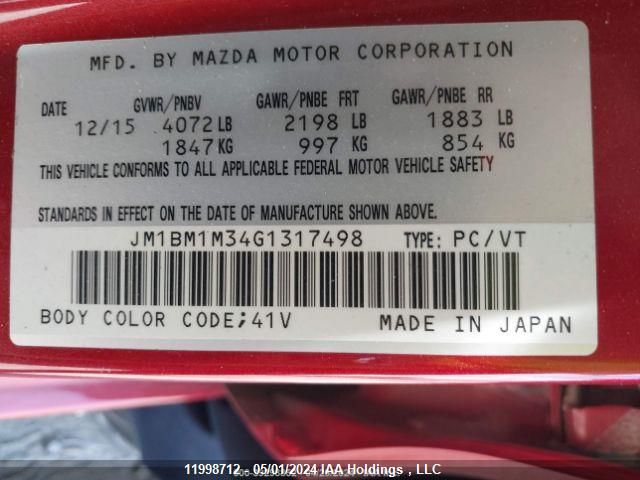 MFD. BY MAZDA MOTOR CORPORATION
DATE GVWR/PNBV GAWR/PNBE FRT GAWR/PNBE RR
12/15 4072 LB 2198 LB 1883 LB
1847 KG 997 KG 854 KG
THIS VEHICLE CONFORMS TO ALL APPLICABLE FEDERAL MOTOR VEHICLE SAFETY
STANDARDS IN EFFECT ON THE DATE OF MANUFACTURE SHOWN ABOVE.
JM1BM1M34G1317498 TYPE: PC/VT
BODY COLOR CODE;41V MADE IN JAPAN
11998712 - 05/01/2024 IAA Holdings , LLC